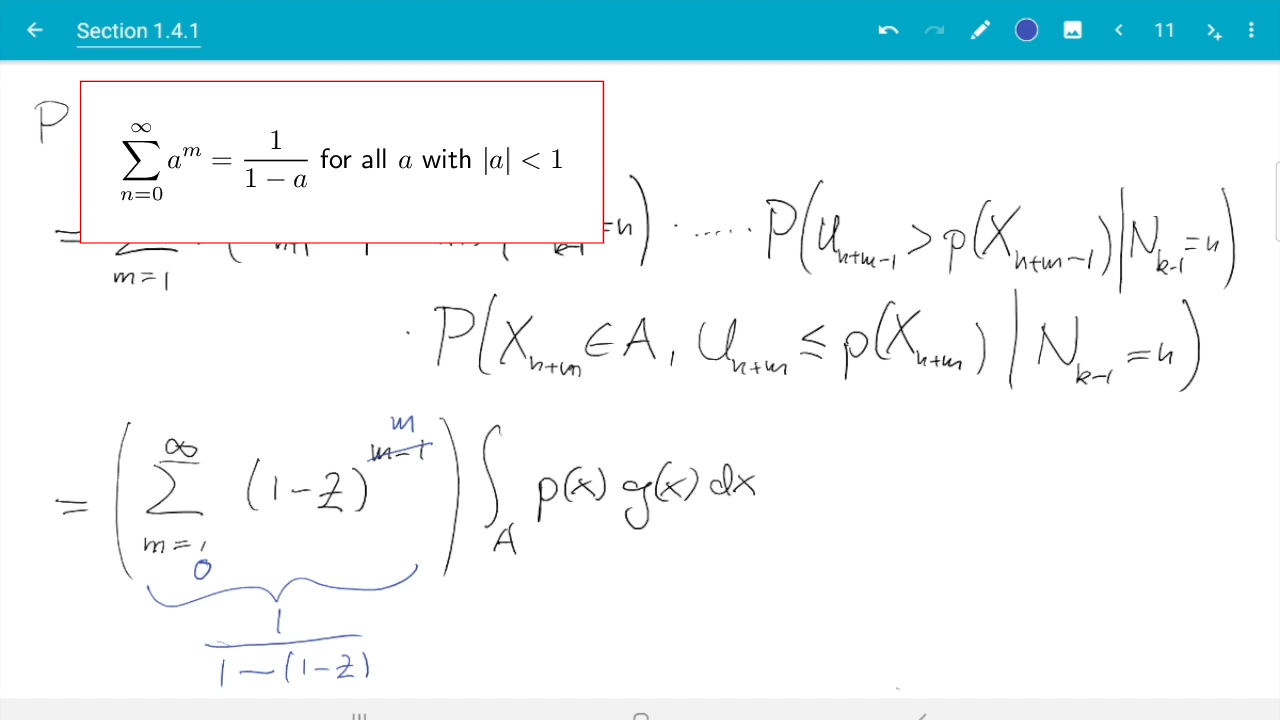 Section 1.4.1
11
P
∑_{n=0}^{∞} a^m = 1/(1 − a) for all a with |a| < 1
= ∑_{m=1} =n) · ..... P(U_{n+m-1} > p(X_{n+m-1}) | N_{k-1} = n)
· P(X_{n+m} ∈ A, U_{n+m} ≤ p(X_{n+m}) | N_{k-1} = n)
m
= (∑_{m=1}^{∞} (1-Z)^{m-1}) ∫_A p(x) g(x) dx
0
1/(1-(1-Z))